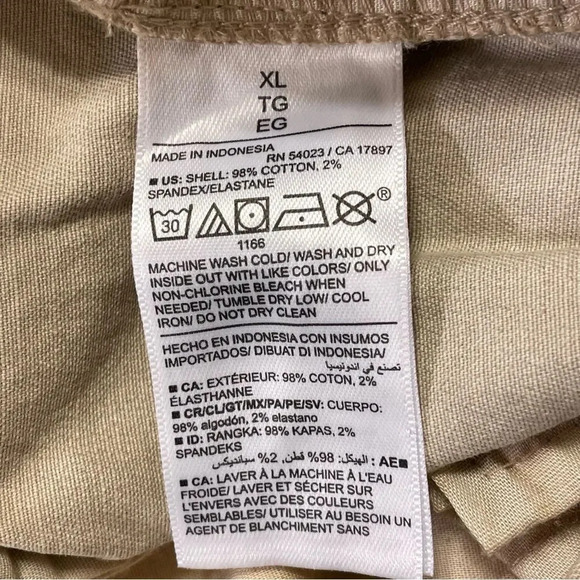 XL
TG
EG
MADE IN INDONESIA
RN 54023 / CA 17897
■ US: SHELL: 98% COTTON, 2%
SPANDEX/ELASTANE
30
®
1166
MACHINE WASH COLD/ WASH AND DRY
INSIDE OUT WITH LIKE COLORS/ ONLY
NON-CHLORINE BLEACH WHEN
NEEDED/ TUMBLE DRY LOW/ COOL
IRON/ DO NOT DRY CLEAN
HECHO EN INDONESIA CON INSUMOS
IMPORTADOS/ DIBUAT DI INDONESIA/
تصنع في اندونيسيا
■ CA: EXTÉRIEUR: 98% COTON, 2%
ÉLASTHANNE
■ CR/CL/GT/MX/PA/PE/SV: CUERPO:
98% algodón, 2% elastano
■ ID: RANGKA: 98% KAPAS, 2%
SPANDEKS
■AE : الهيكل: %98 قطن, %2 سبانديكس
■ CA: LAVER À LA MACHINE À L'EAU
FROIDE/ LAVER ET SÉCHER SUR
L'ENVERS AVEC DES COULEURS
SEMBLABLES/ UTILISER AU BESOIN UN
AGENT DE BLANCHIMENT SANS